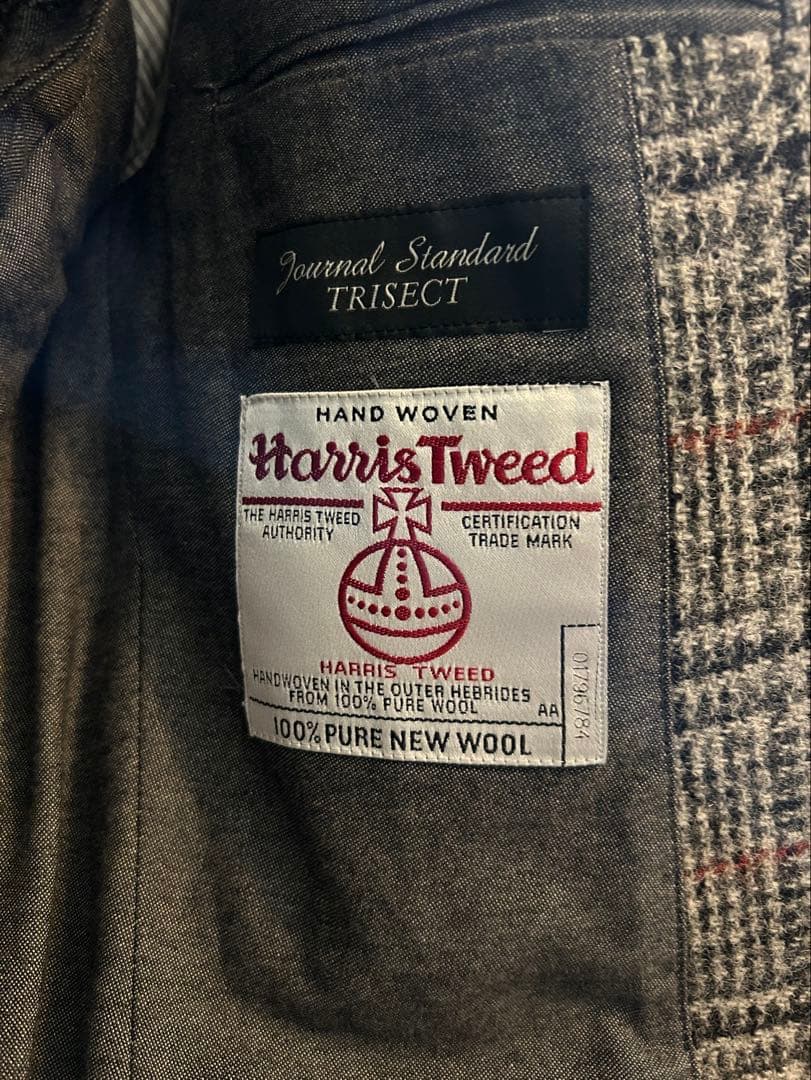 Journal Standard
TRISECT
HAND WOVEN
Harris Tweed
THE HARRIS TWEED
AUTHORITY
CERTIFICATION
TRADE MARK
HARRIS TWEED
HANDWOVEN IN THE OUTER HEBRIDES
FROM 100% PURE WOOL
AA
01796784
100% PURE NEW WOOL